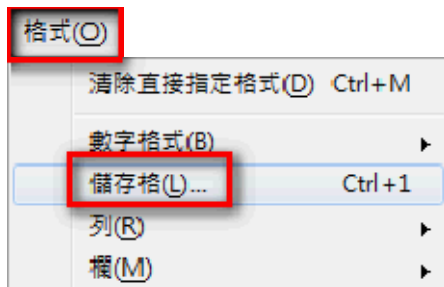 格式(O)
清除直接指定格式(D) Ctrl+M
數字格式(B)
儲存格(L)... Ctrl+1
列(R)
欄(M)